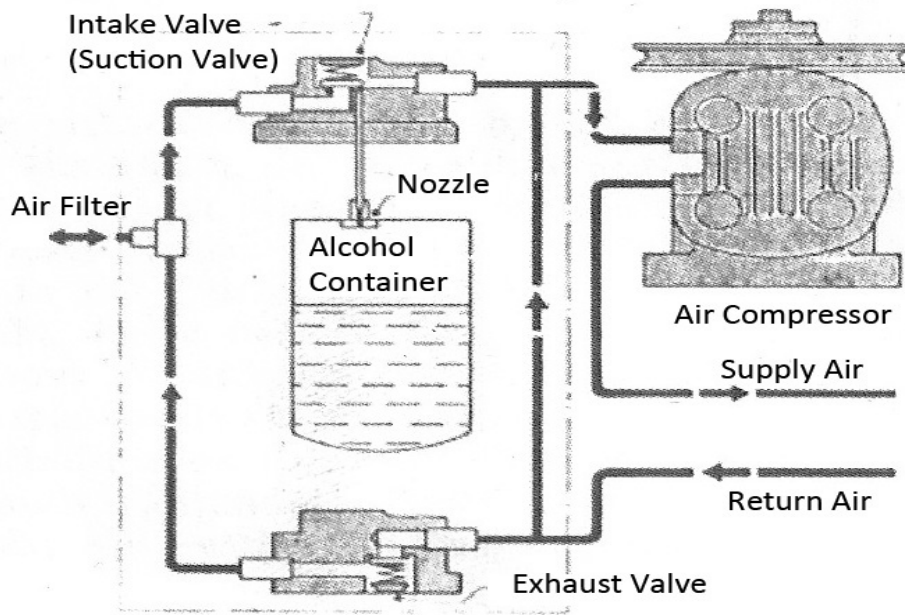 Intake Valve
(Suction Valve)
Air Filter
Nozzle
Alcohol
Container
Air Compressor
Supply Air
Return Air
Exhaust Valve